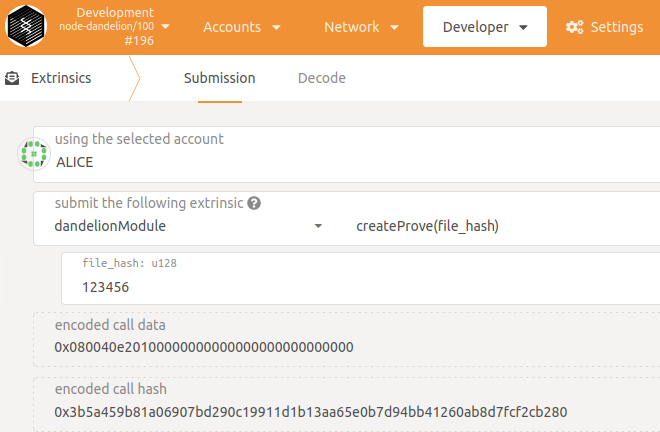 Development
node-dandelion/100
#196
Accounts
Network
Developer
Settings
Extrinsics
Submission
Decode
using the selected account
ALICE
submit the following extrinsic ?
dandelionModule
createProve(file_hash)
file_hash: u128
123456
encoded call data
0x080040e20100000000000000000000000000
encoded call hash
0x3b5a459b81a06907bd290c19911d1b13aa65e0b7d94bb41260ab8d7fcf2cb280